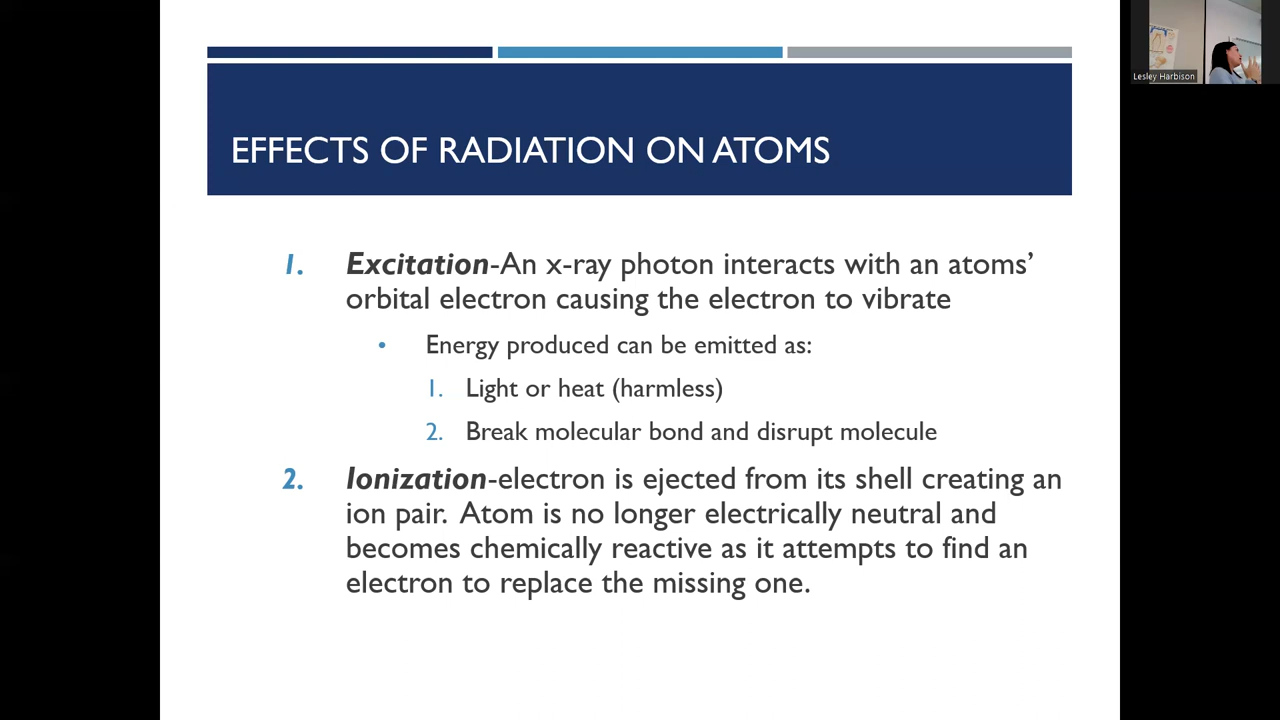 EFFECTS OF RADIATION ON ATOMS
1. Excitation-An x-ray photon interacts with an atoms’
orbital electron causing the electron to vibrate
• Energy produced can be emitted as:
1. Light or heat (harmless)
2. Break molecular bond and disrupt molecule
2. Ionization-electron is ejected from its shell creating an
ion pair. Atom is no longer electrically neutral and
becomes chemically reactive as it attempts to find an
electron to replace the missing one.
Lesley Harbison